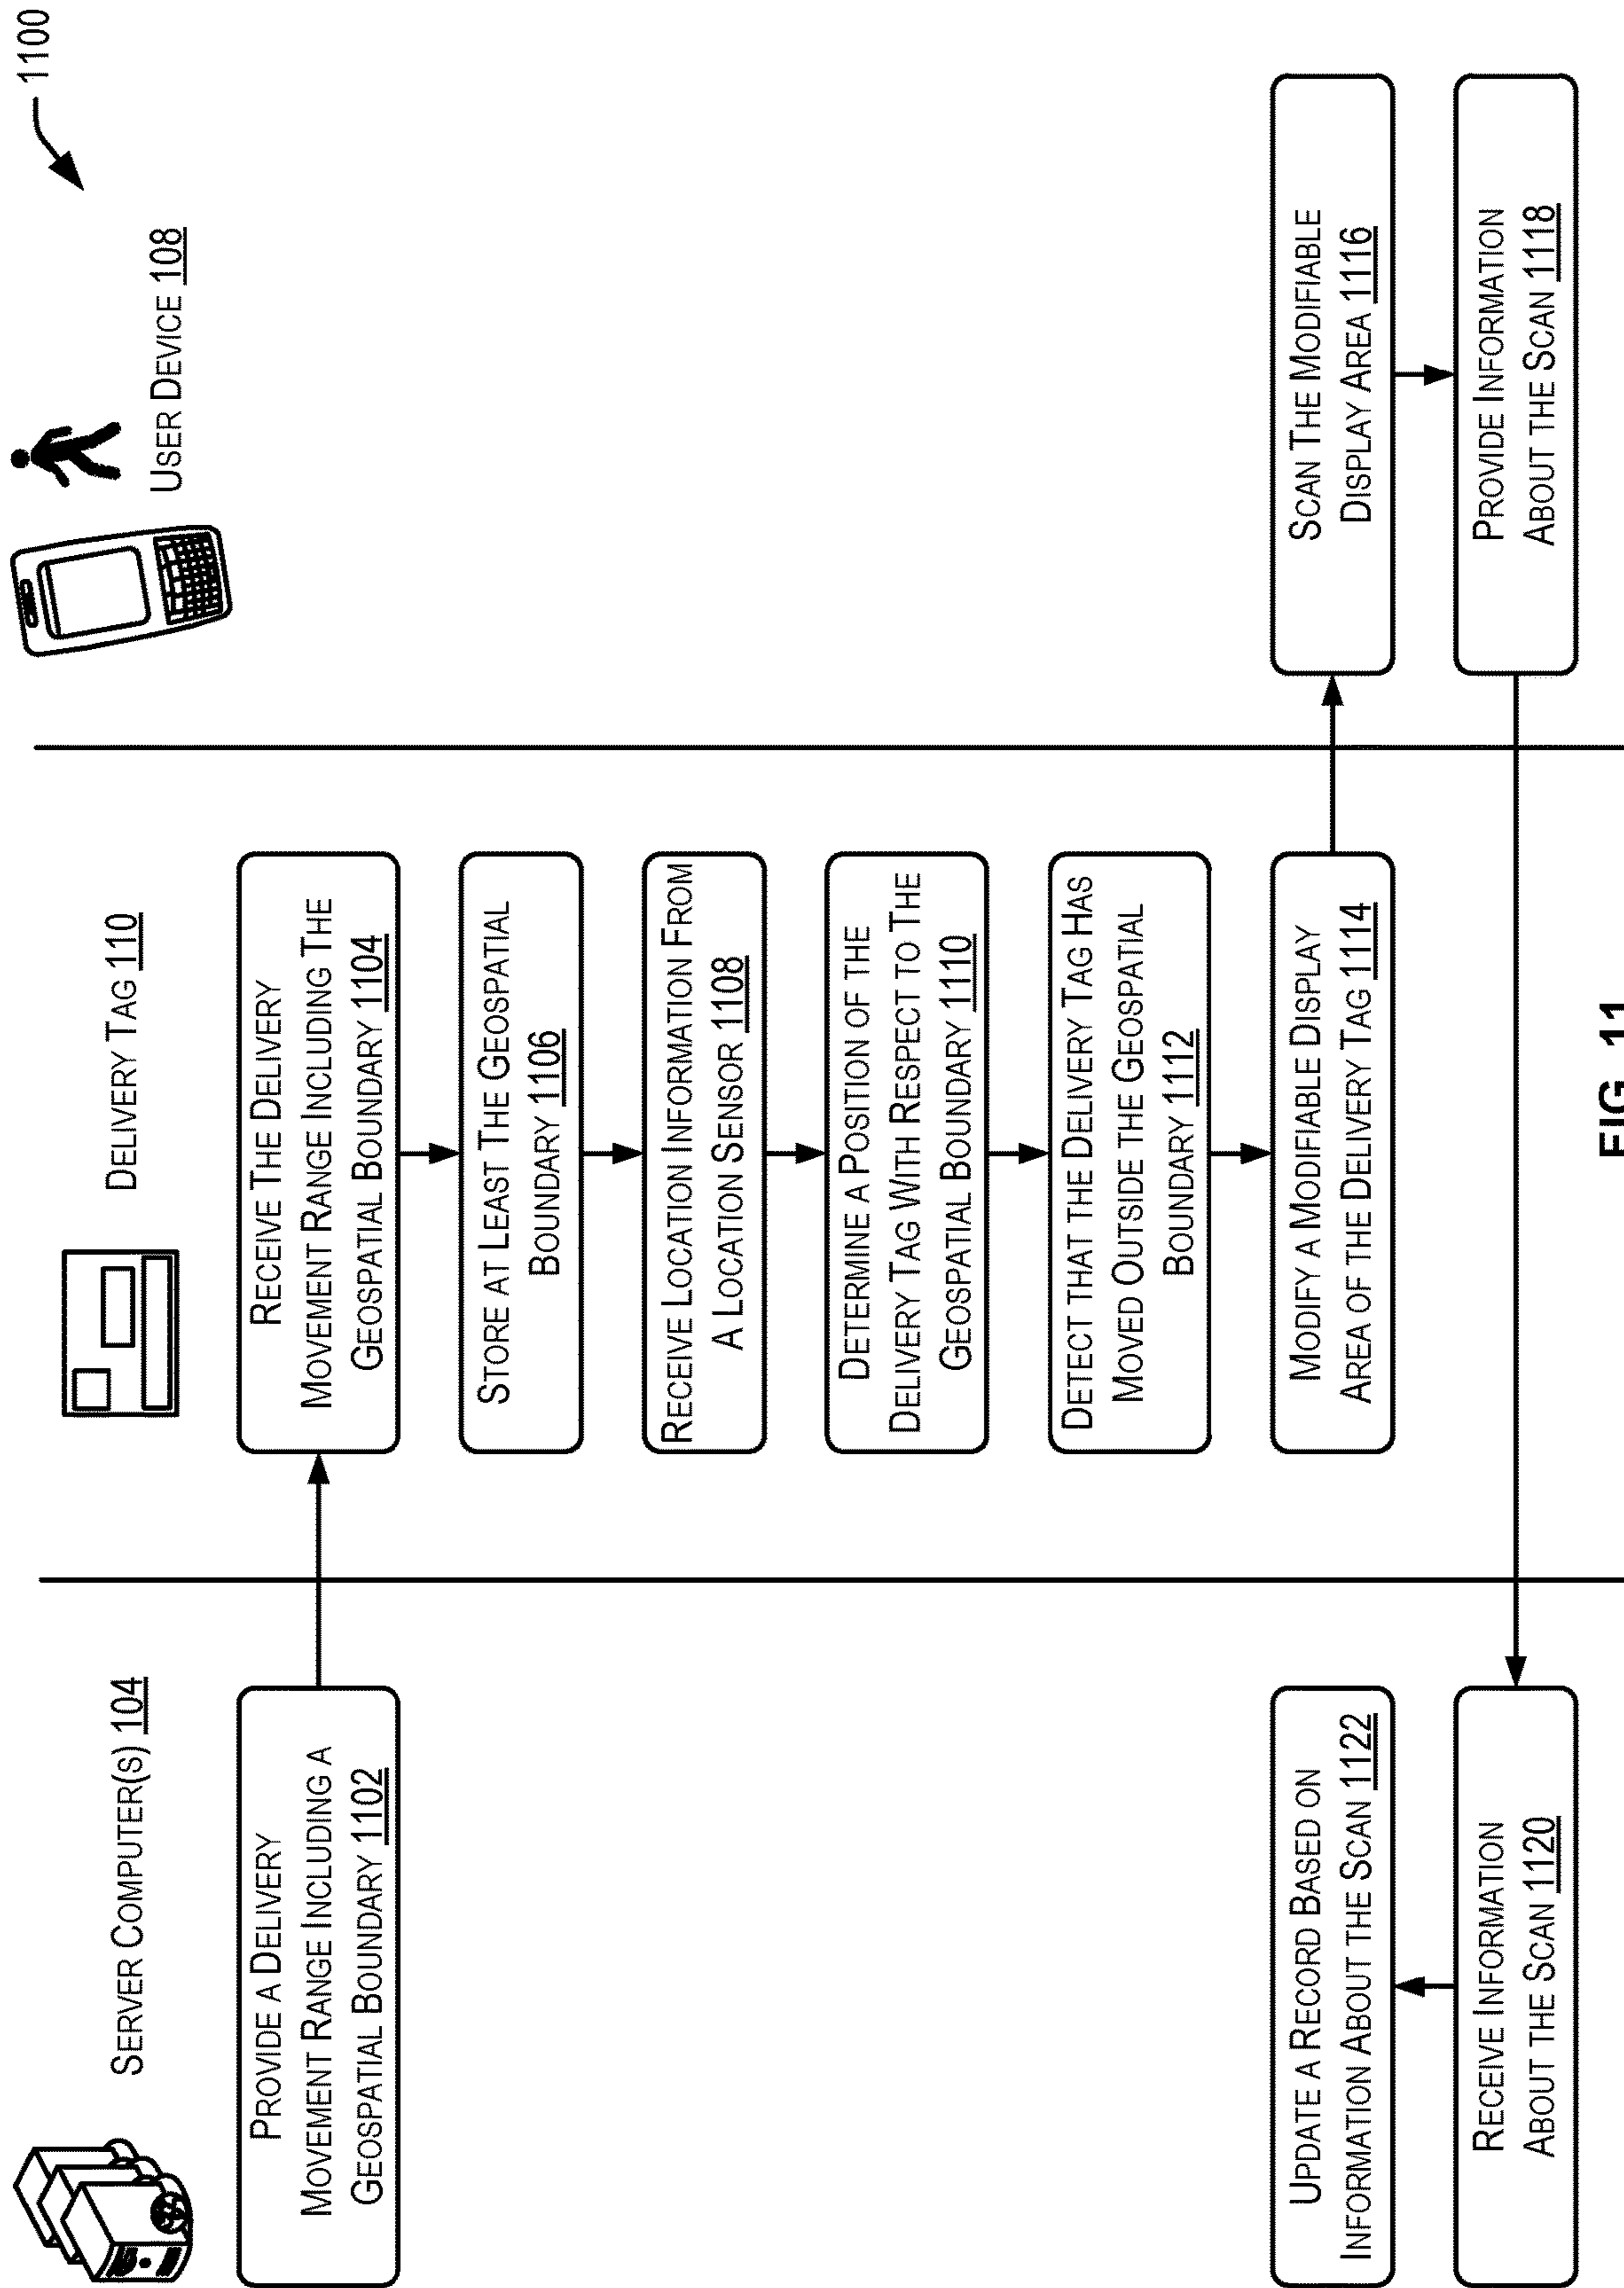 1100
SERVER COMPUTER(S) 104
DELIVERY TAG 110
USER DEVICE 108
PROVIDE A DELIVERY
MOVEMENT RANGE INCLUDING A
GEOSPATIAL BOUNDARY 1102
RECEIVE THE DELIVERY
MOVEMENT RANGE INCLUDING THE
GEOSPATIAL BOUNDARY 1104
STORE AT LEAST THE GEOSPATIAL
BOUNDARY 1106
RECEIVE LOCATION INFORMATION FROM
A LOCATION SENSOR 1108
DETERMINE A POSITION OF THE
DELIVERY TAG WITH RESPECT TO THE
GEOSPATIAL BOUNDARY 1110
DETECT THAT THE DELIVERY TAG HAS
MOVED OUTSIDE THE GEOSPATIAL
BOUNDARY 1112
MODIFY A MODIFIABLE DISPLAY
AREA OF THE DELIVERY TAG 1114
SCAN THE MODIFIABLE
DISPLAY AREA 1116
PROVIDE INFORMATION
ABOUT THE SCAN 1118
RECEIVE INFORMATION
ABOUT THE SCAN 1120
UPDATE A RECORD BASED ON
INFORMATION ABOUT THE SCAN 1122
FIG. 11